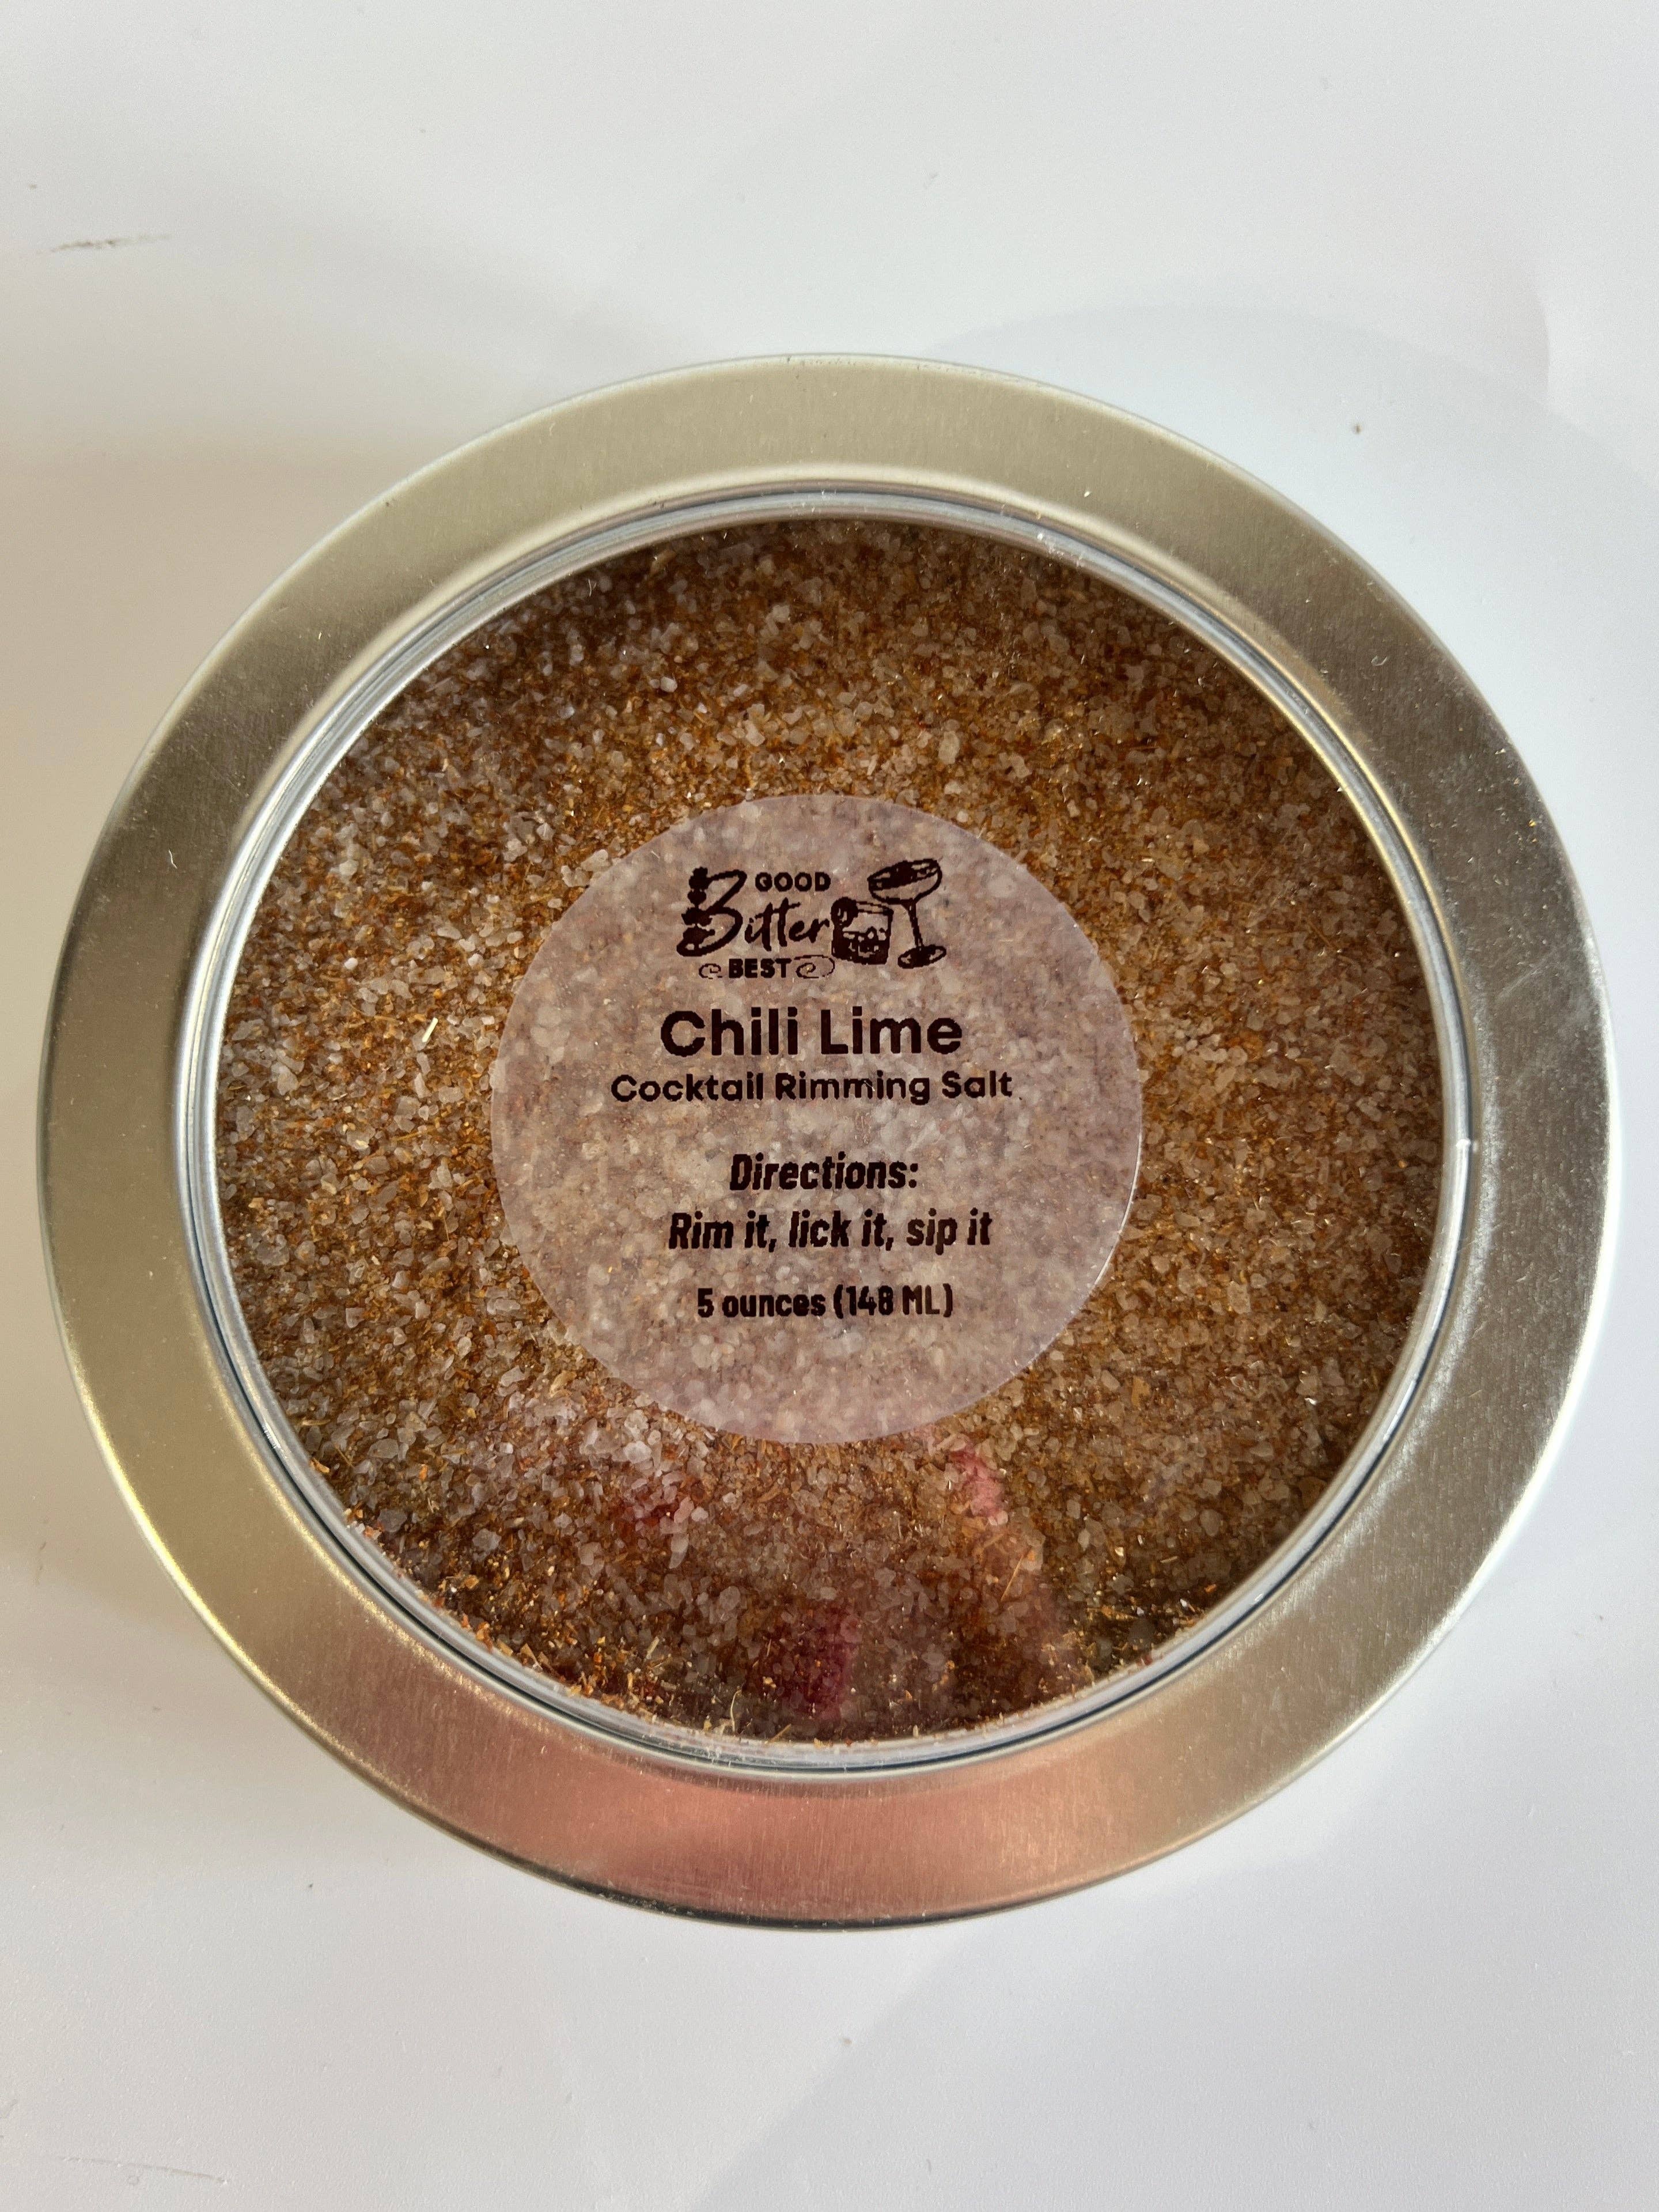 GOOD
Bitter
BEST
Chili Lime
Cocktail Rimming Salt
Directions:
Rim it, lick it, sip it
5 ounces (148 ML)